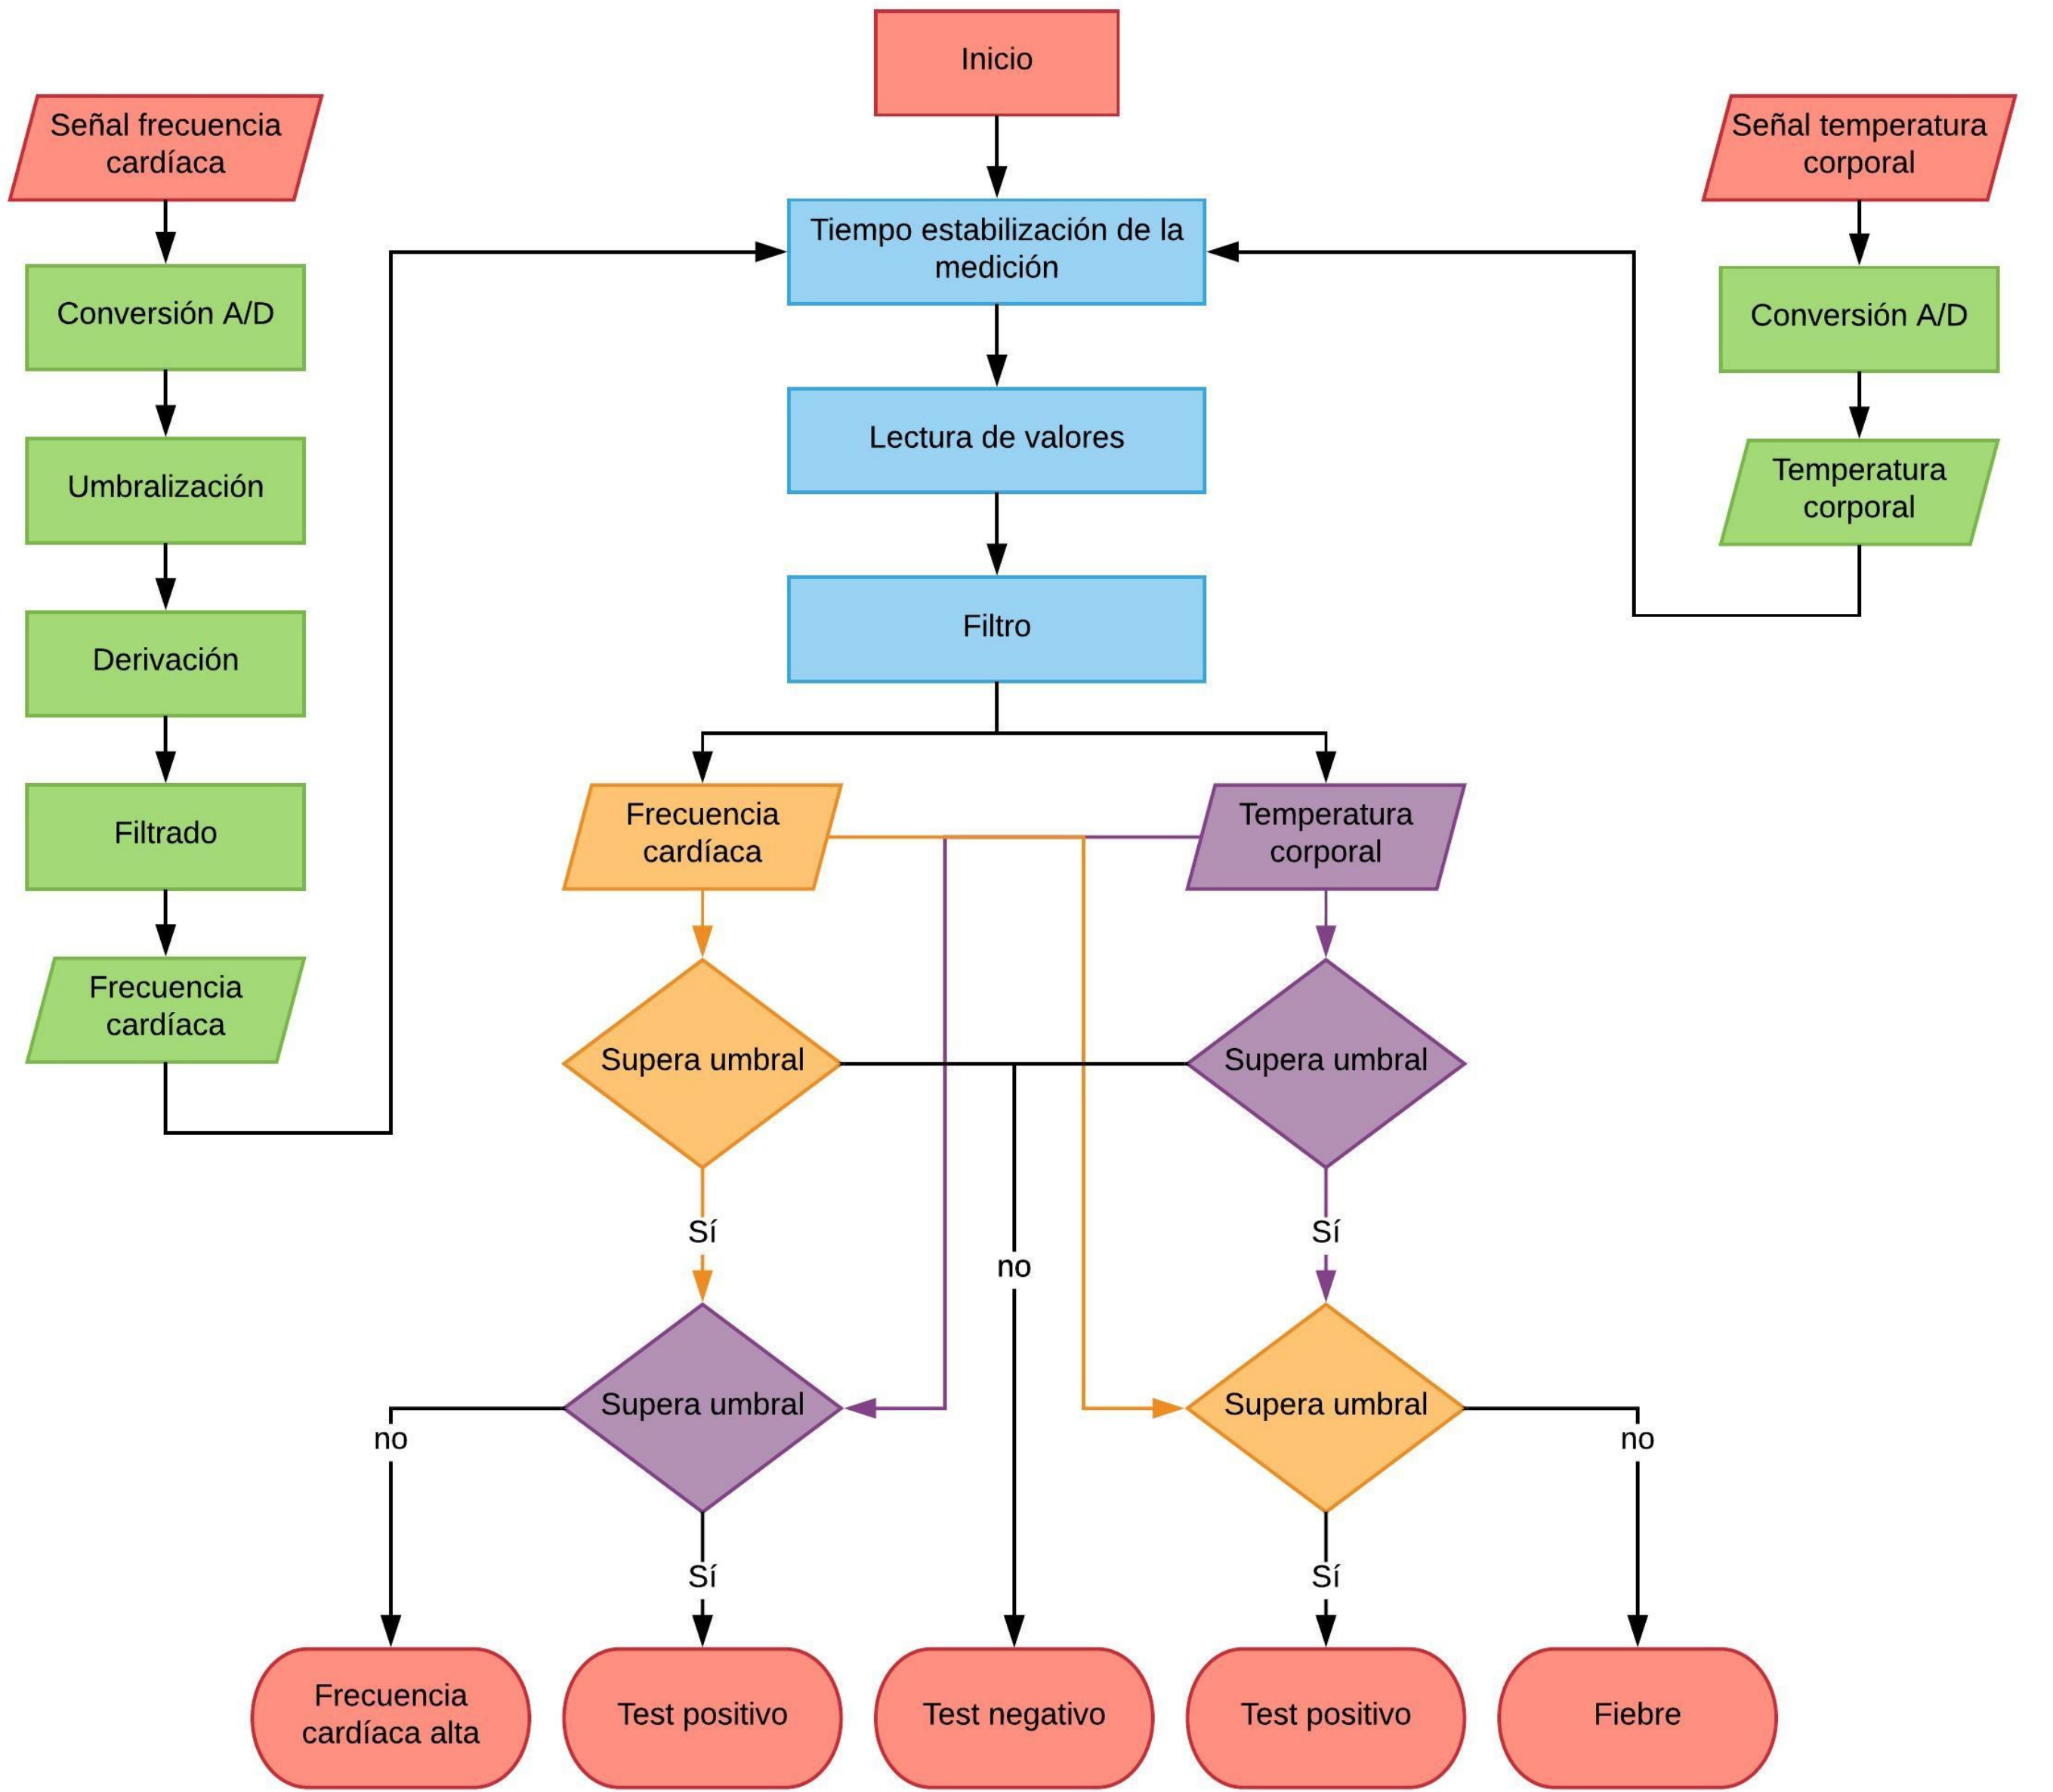 Inicio
Señal frecuencia
cardíaca
Señal temperatura
corporal
Tiempo estabilización de la
medición
Conversión A/D
Conversión A/D
Lectura de valores
Umbralización
Temperatura
corporal
Filtro
Derivación
Filtrado
Frecuencia
cardíaca
Temperatura
corporal
Frecuencia
cardíaca
Supera umbral
Supera umbral
Sí
no
Sí
Supera umbral
Supera umbral
no
no
Sí
Sí
Frecuencia
cardíaca alta
Test positivo
Test negativo
Test positivo
Fiebre